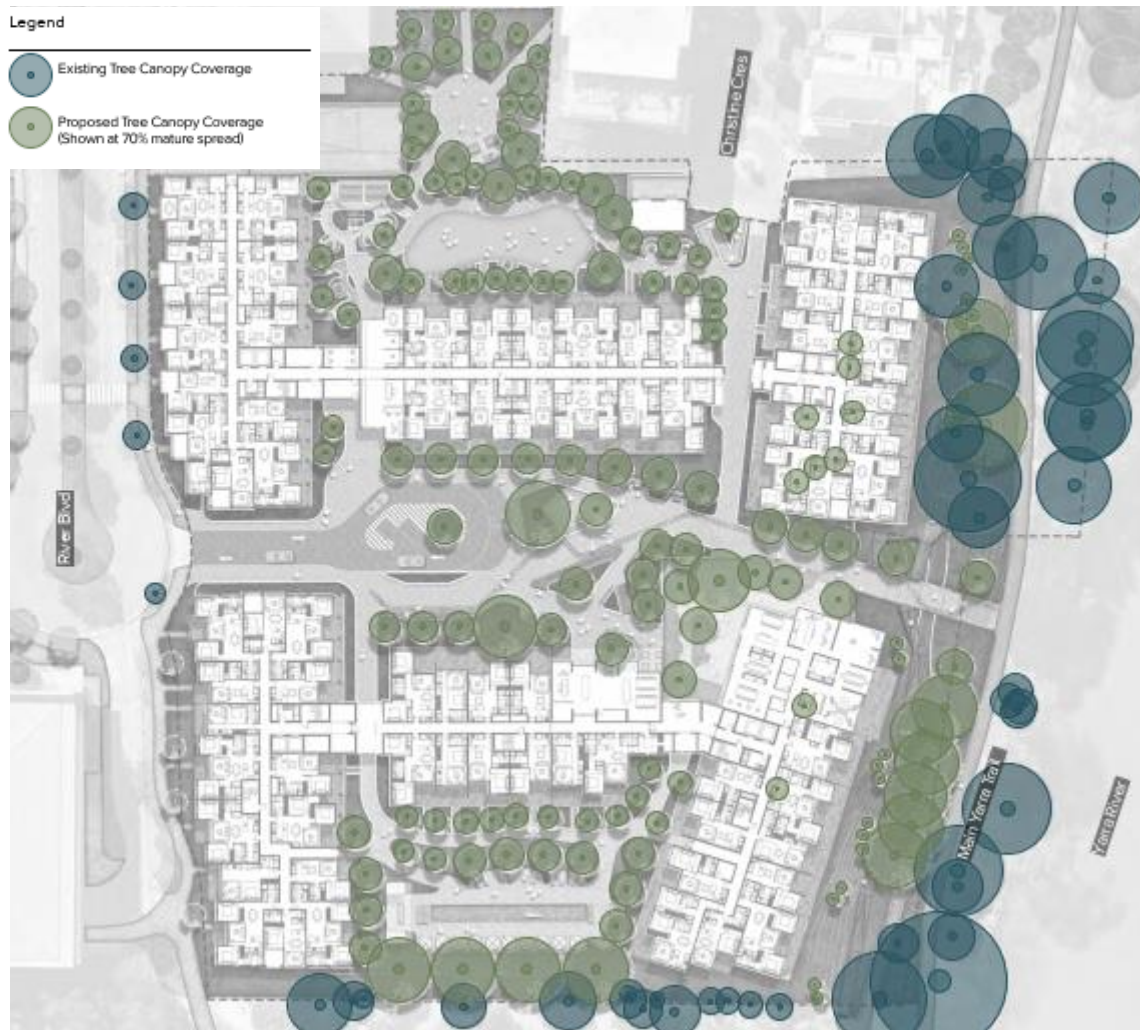 Legend
Existing Tree Canopy Coverage
Proposed Tree Canopy Coverage
(Shown at 70% mature spread)
Christine Cres
River Blvd
Main Yarra Trail
Yarra River